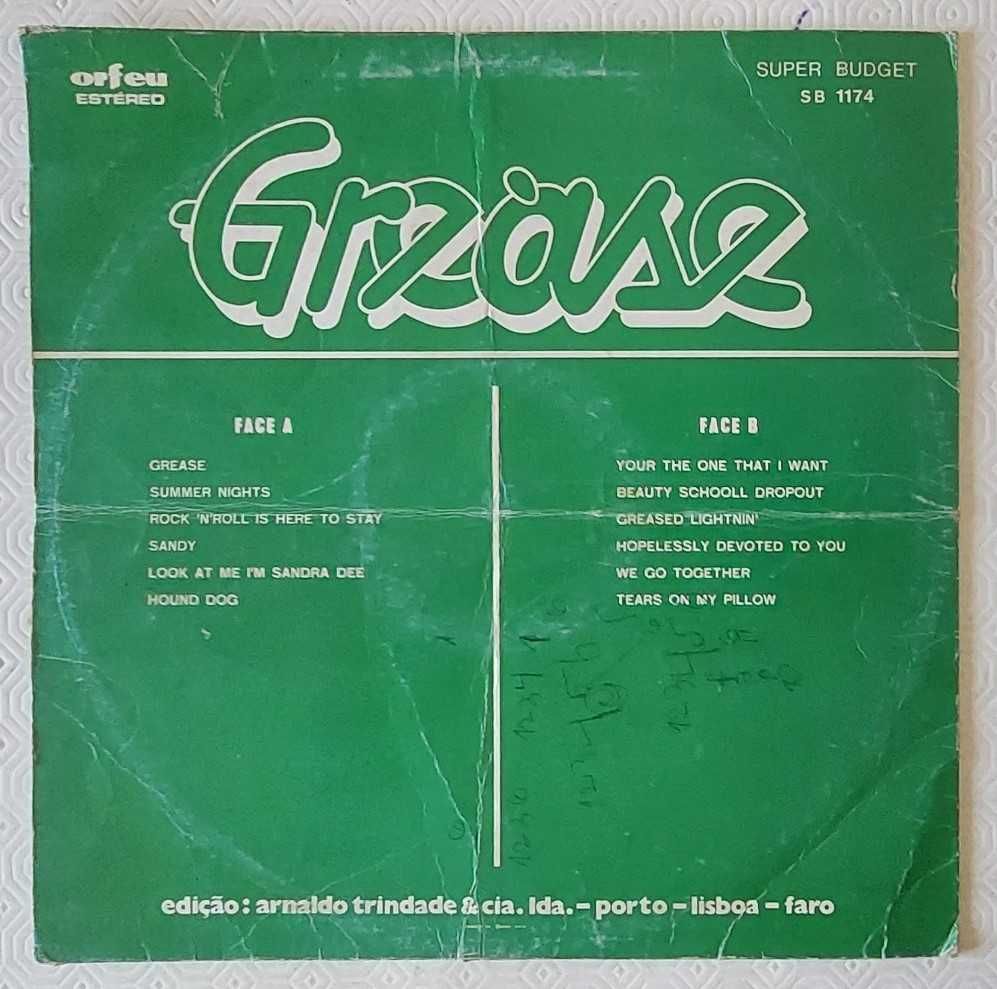 orfeu
ESTÉREO
SUPER BUDGET
SB 1174
Grease
FACE A
GREASE
SUMMER NIGHTS
ROCK 'N'ROLL IS HERE TO STAY
SANDY
LOOK AT ME I'M SANDRA DEE
HOUND DOG
FACE B
YOUR THE ONE THAT I WANT
BEAUTY SCHOOLL DROPOUT
GREASED LIGHTNIN'
HOPELESSLY DEVOTED TO YOU
WE GO TOGETHER
TEARS ON MY PILLOW
edição: arnaldo trindade & cia. lda. - porto - lisboa - faro